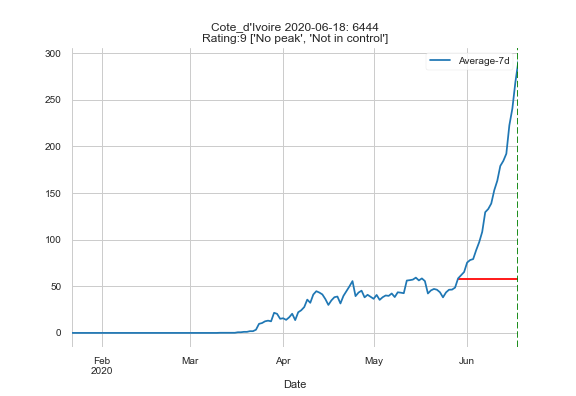 Cote_d'Ivoire 2020-06-18: 6444
Rating:9 ['No peak', 'Not in control']
Average-7d
300
250
200
150
100
50
0
Feb Mar Apr May Jun
2020
Date